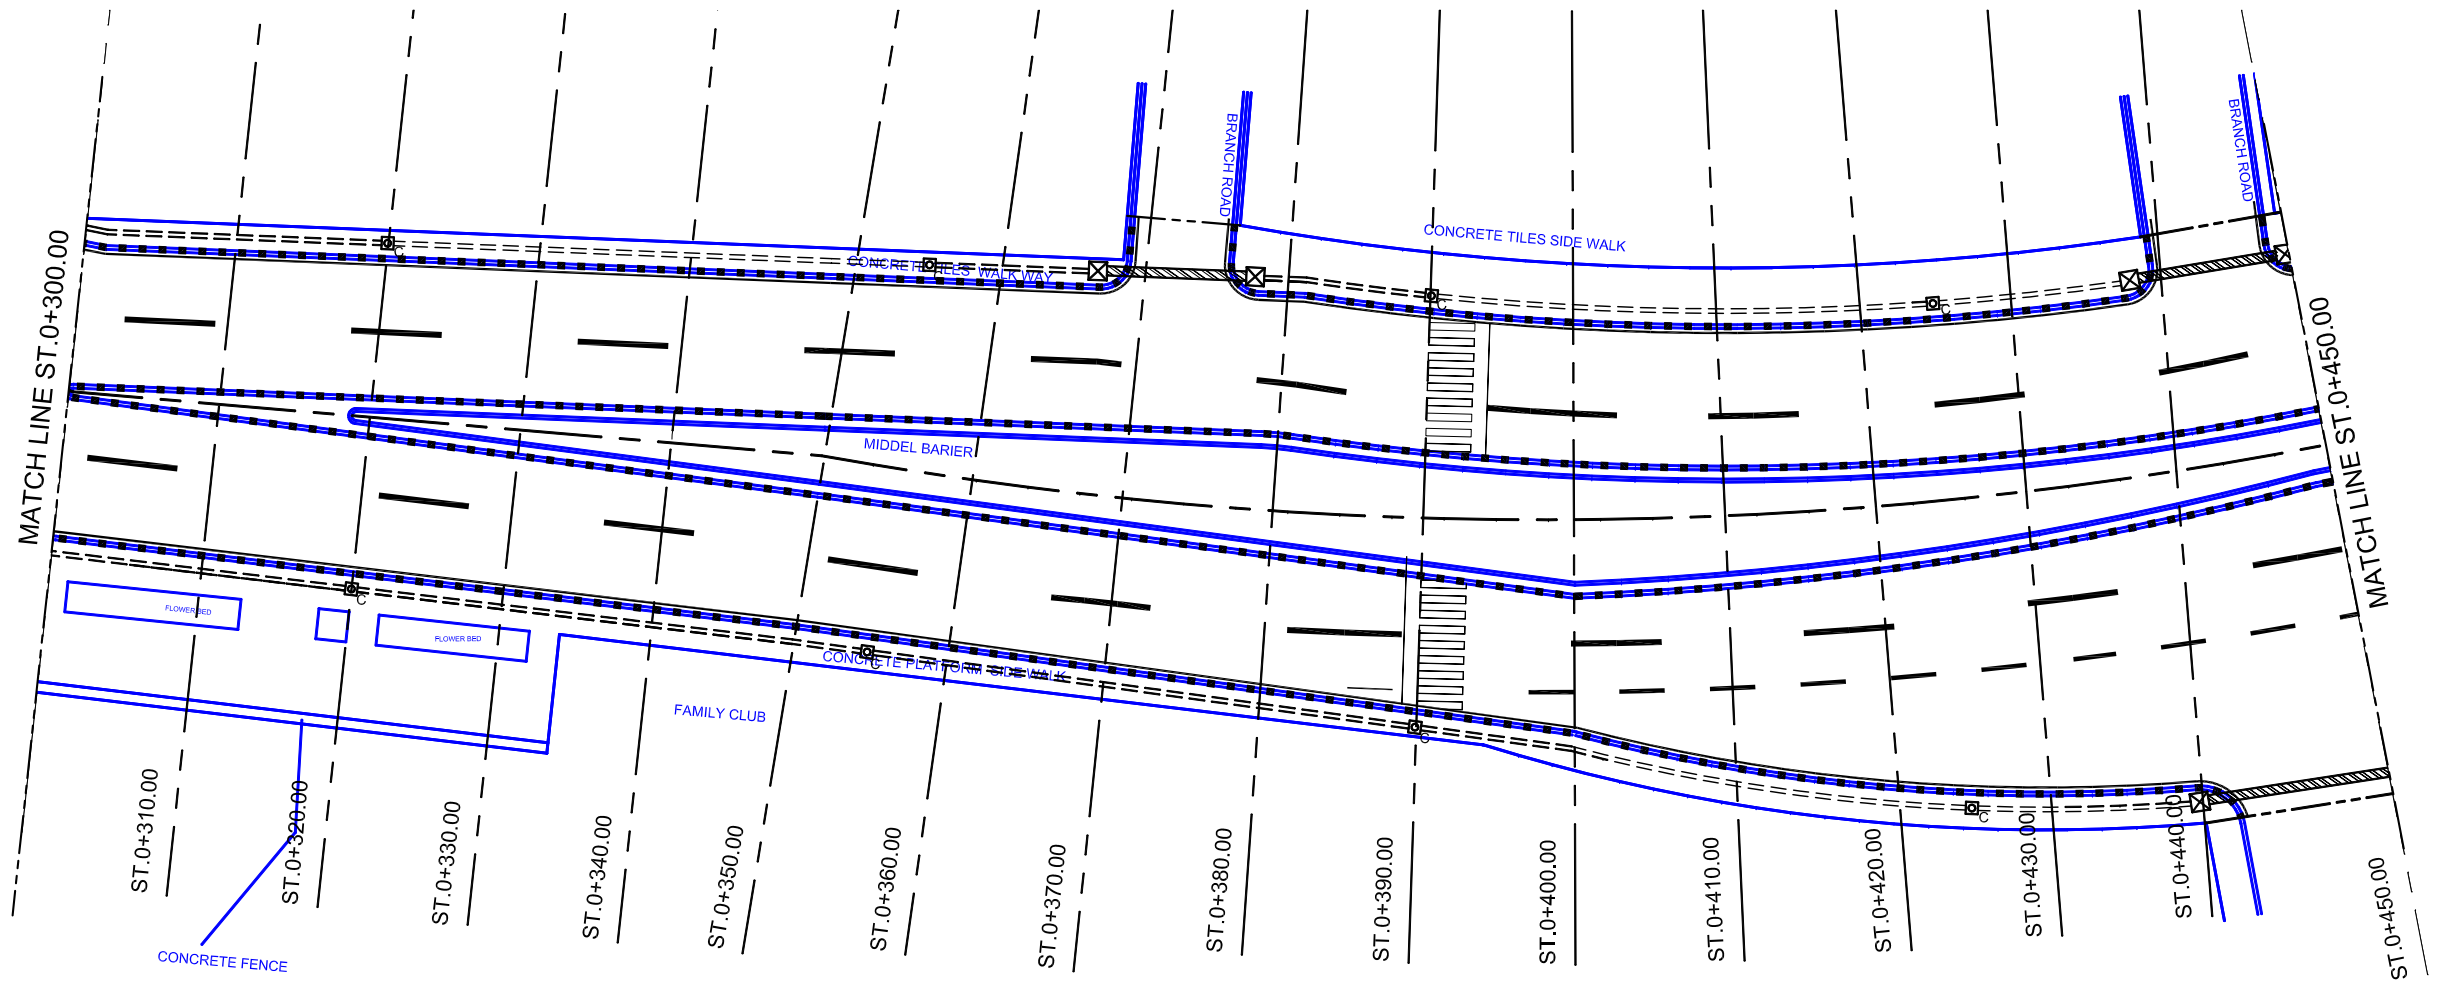 MATCH LINE ST.0+300.00
BRANCH ROAD
BRANCH ROAD
CONCRETE TILES SIDE WALK
C
CONCRETE TILES WALK WAY
C
C
MIDDEL BARIER
MATCH LINE ST.0+450.00
FLOWER BED
FLOWER BED
C
C
CONCRETE PLATFORM SIDE WALK
FAMILY CLUB
C
C
ST.0+310.00
ST.0+320.00
ST.0+330.00
ST.0+340.00
ST.0+350.00
ST.0+360.00
ST.0+370.00
ST.0+380.00
ST.0+390.00
ST.0+400.00
ST.0+410.00
ST.0+420.00
ST.0+430.00
ST.0+440.00
ST.0+450.00
CONCRETE FENCE